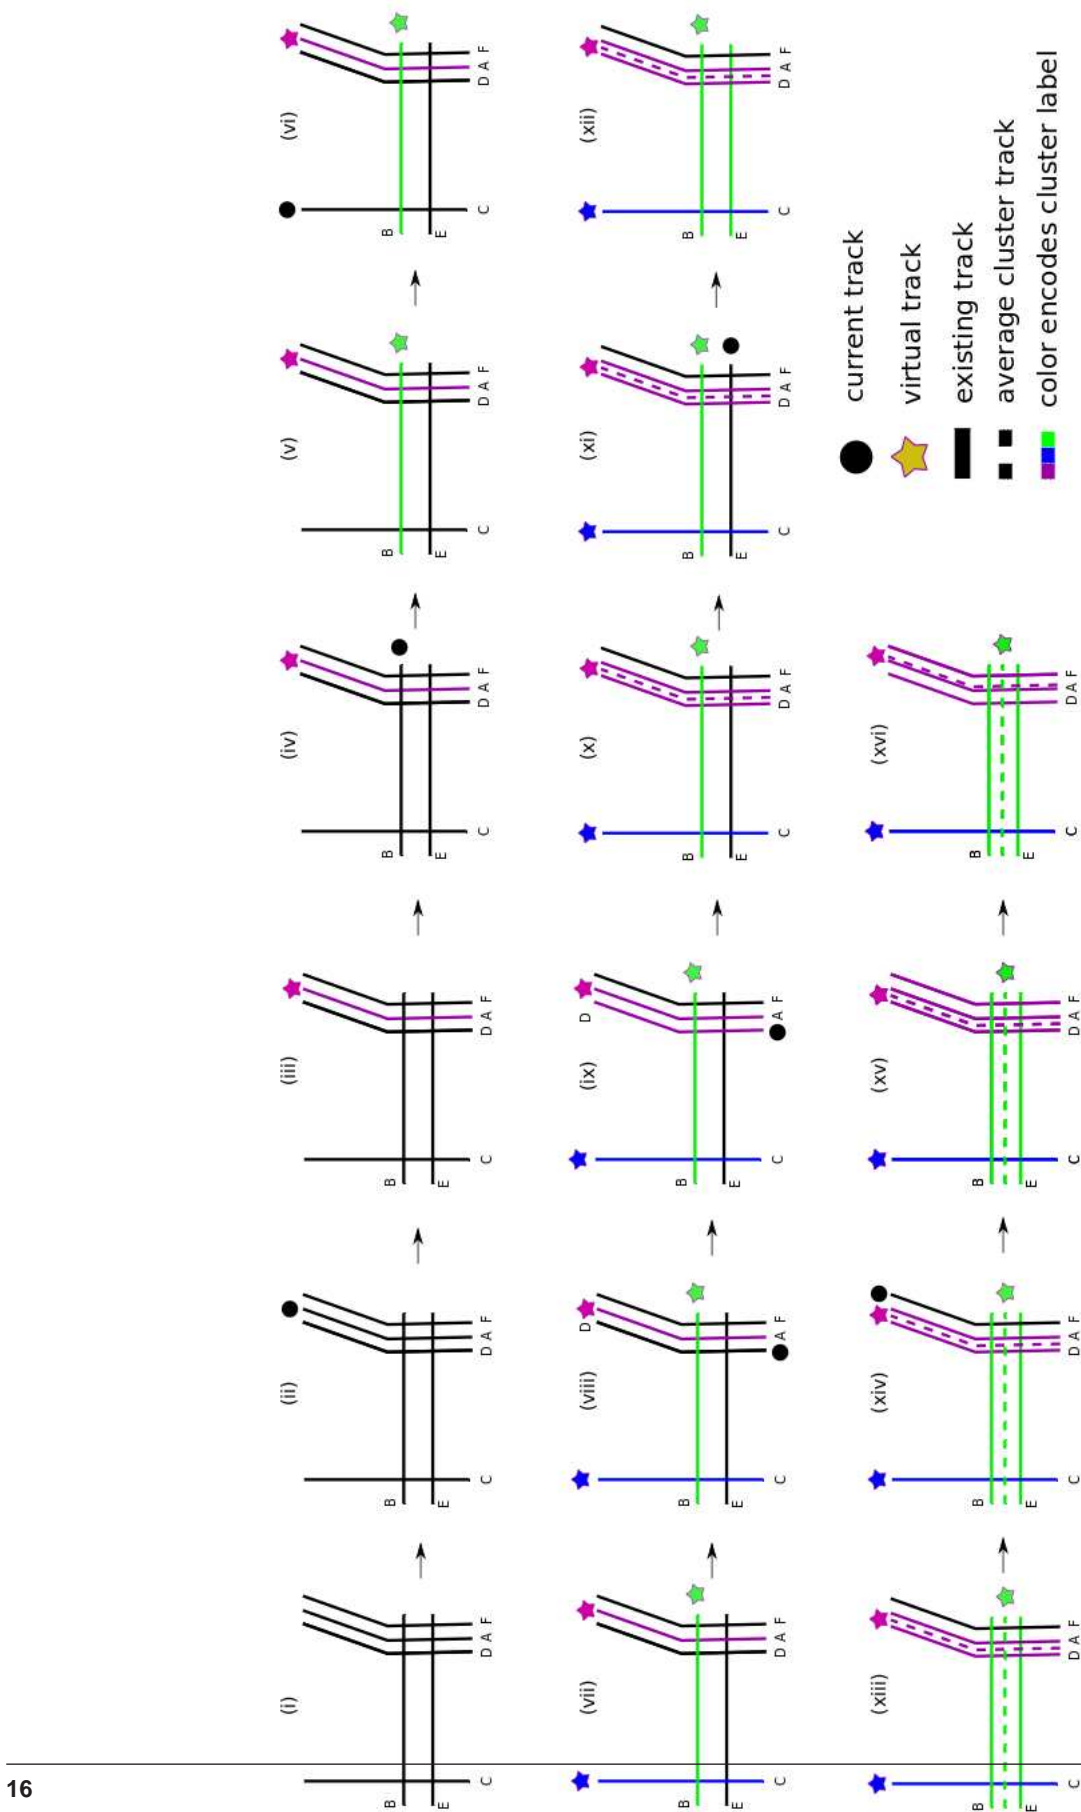 16
(i)
B
E
C D A F
(ii)
B
E
C D A F
(iii)
B
E
C D A F
(iv)
B
E
C D A F
(v)
B
E
C D A F
(vi)
B
E
C D A F
(vii)
B
E
C D A F
(viii) D
B
E
C A F
(ix) D
B
E
C A F
(x)
B
E
C D A F
(xi)
B
E
C D A F
(xii)
B
E
C D A F
(xiii)
B
E
C D A F
(xiv)
B
E
C D A F
(xv)
B
E
C D A F
(xvi)
B
E
C D A F
current track
virtual track
existing track
average cluster track
color encodes cluster label